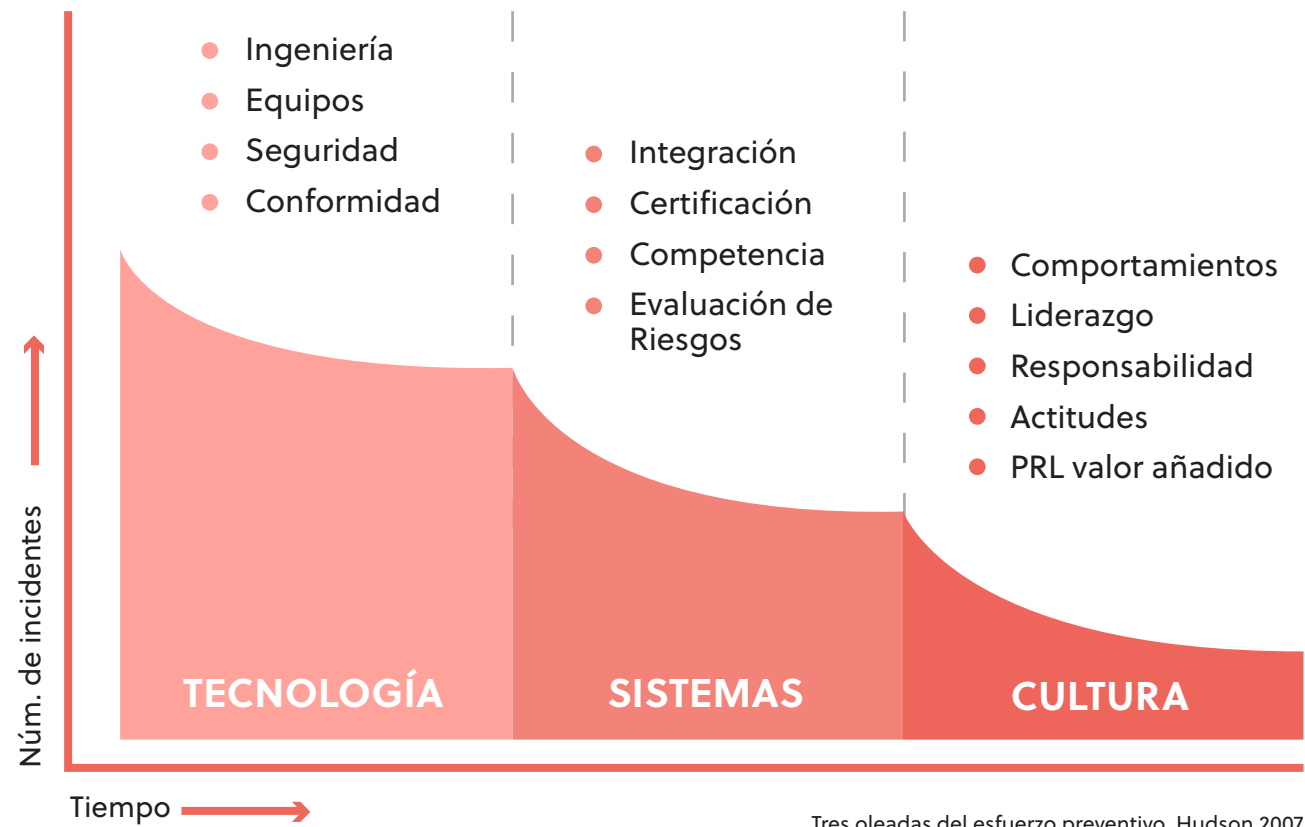 Ingeniería
Equipos
Seguridad
Conformidad
Integración
Certificación
Competencia
Evaluación de
Riesgos
Comportamientos
Liderazgo
Responsabilidad
Actitudes
PRL valor añadido
Núm. de incidentes
TECNOLOGÍA
SISTEMAS
CULTURA
Tiempo
Tres oleadas del esfuerzo preventivo. Hudson 2007